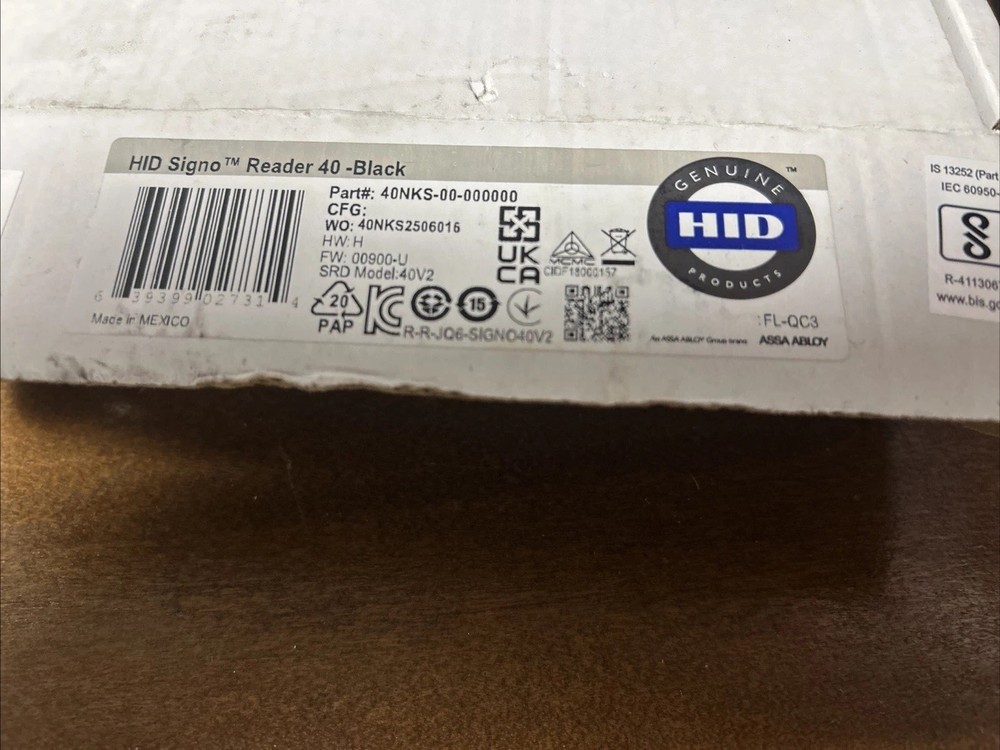 HID Signo™ Reader 40 -Black
Part#: 40NKS-00-000000
CFG:
WO: 40NKS2506016
HW: H
FW: 00900-U
SRD Model:40V2
6 39399 02731 4
Made in MEXICO
20
PAP
15
UK
CA
MCMC
CIDF18000157
R-R-JQ6-SIGNO40V2
GENUINE
HID
PRODUCTS
™
:FL-QC3
An ASSA ABLOY Group brand
ASSA ABLOY
IS 13252 (Part
IEC 60950-
R-411306
www.bis.g